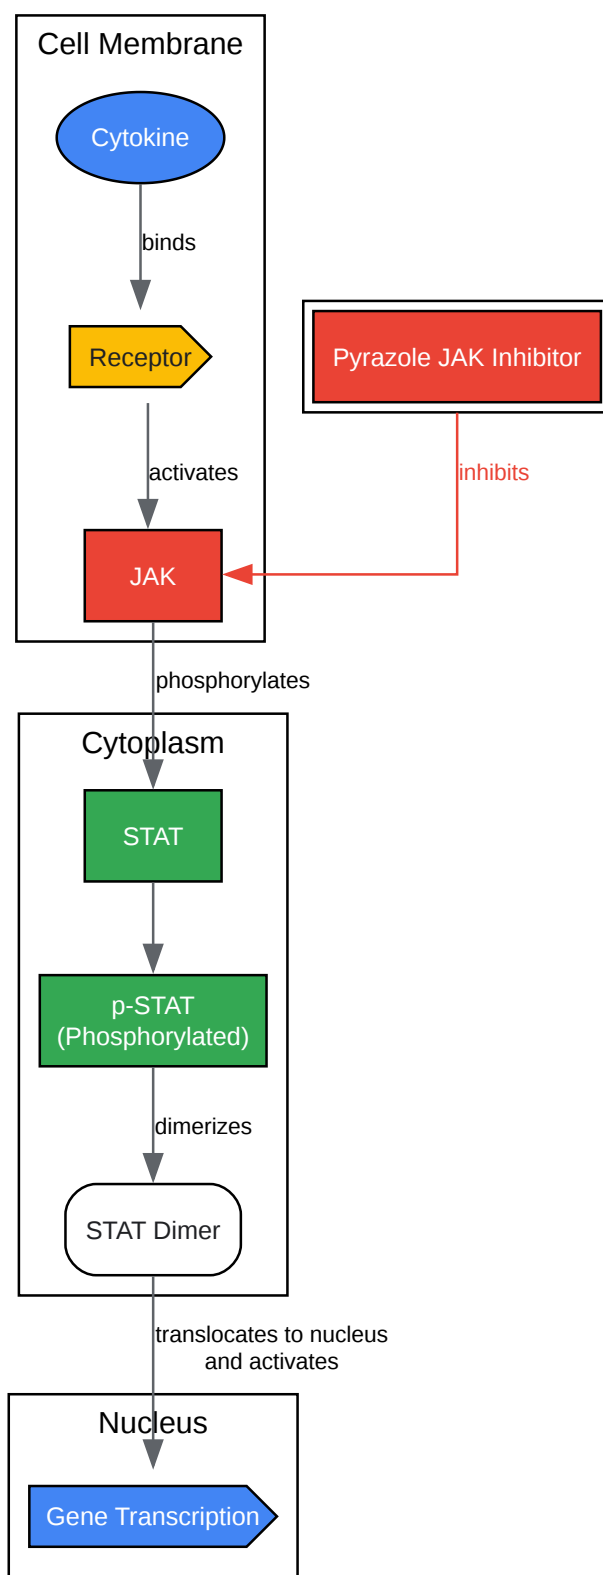 Cell Membrane
Cytokine
binds
Receptor
Pyrazole JAK Inhibitor
activates
inhibits
JAK
phosphorylates
Cytoplasm
STAT
p-STAT
(Phosphorylated)
dimerizes
STAT Dimer
translocates to nucleus
and activates
Nucleus
Gene Transcription